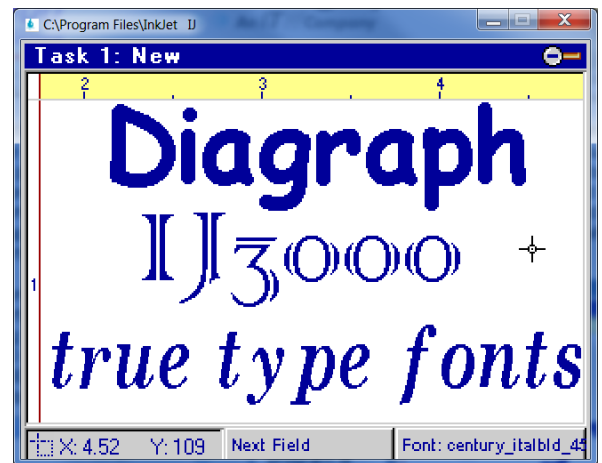 C:\Program Files\InkJet IJ
Task 1: New
2 3 4
Diagraph
IJ3000
1
true type fonts
X: 4.52 Y: 109 Next Field Font: century_italbld_45